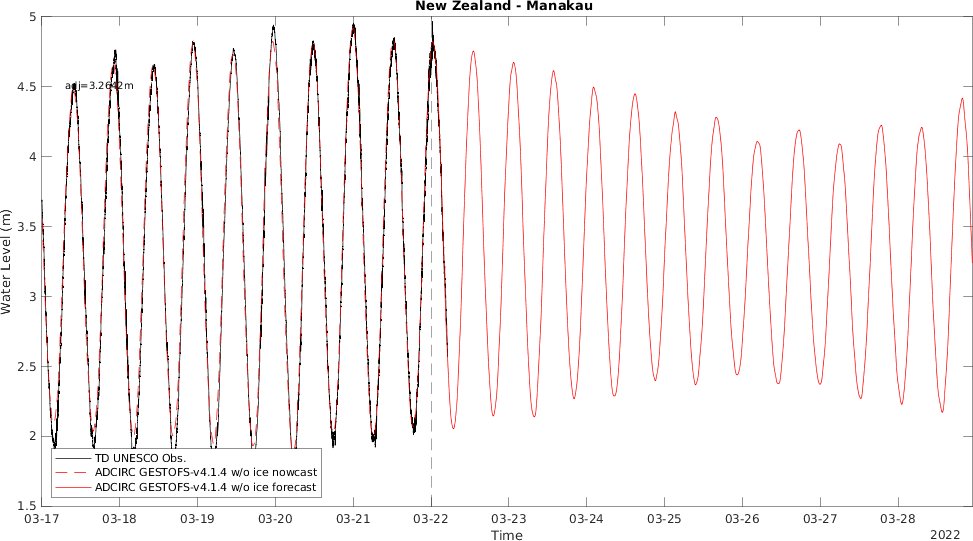 New Zealand - Manakau
Water Level (m)
5
4.5
4
3.5
3
2.5
2
1.5
adj=3.2642m
TD UNESCO Obs.
ADCIRC GESTOFS-v4.1.4 w/o ice nowcast
ADCIRC GESTOFS-v4.1.4 w/o ice forecast
03-17 03-18 03-19 03-20 03-21 03-22 03-23 03-24 03-25 03-26 03-27 03-28
Time
2022